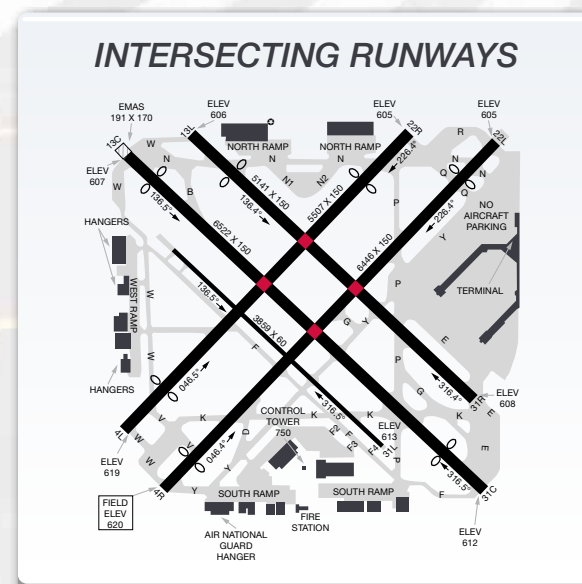 INTERSECTING RUNWAYS
EMAS
191 X 170
13C
ELEV
607
13L
ELEV
606
NORTH RAMP
NORTH RAMP
ELEV
605
22R
ELEV
605
22L
W
N
W
B
N
N1
N2
N
R
N
Q
N
Q
P
Y
226.4°
226.4°
136.5°
136.4°
5141 X 150
5507 X 150
6522 X 150
6446 X 150
NO
AIRCRAFT
PARKING
TERMINAL
HANGERS
WEST RAMP
W
W
W
136.5°
3859 X 60
F
G
Y
P
P
E
G
HANGERS
046.5°
316.5°
316.4°
31R
E
ELEV
608
4L
W
V
K
W
V
D
Y
046.4°
ELEV
619
CONTROL
TOWER
750
K
F2
F
F3
F4
31L
ELEV
613
P
K
E
316.5°
F
31C
ELEV
612
4R
Y
FIELD
ELEV
620
SOUTH RAMP
SOUTH RAMP
FIRE
STATION
AIR NATIONAL
GUARD
HANGER